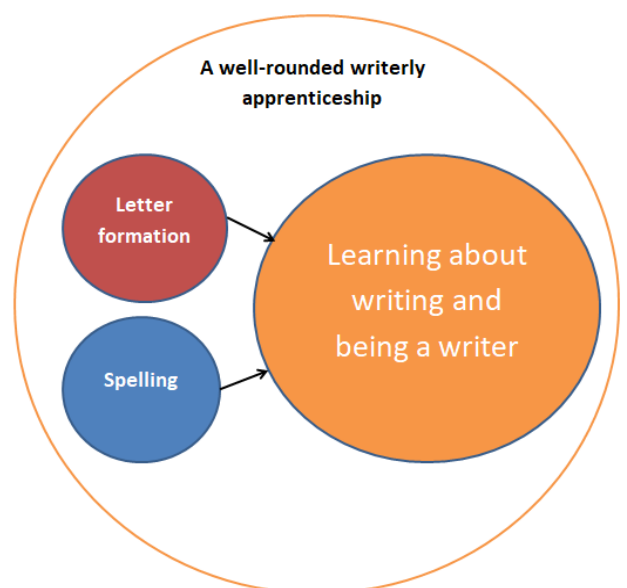 A well-rounded writerly
apprenticeship
Letter
formation
Spelling
Learning about
writing and
being a writer